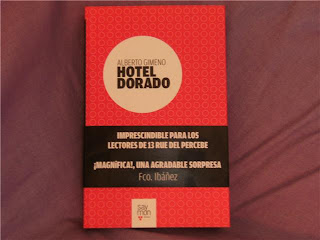 ALBERTO GIMENO
HOTEL
DORADO
IMPRESCINDIBLE PARA LOS
LECTORES DE 13 RUE DEL PERCEBE
¡MAGNÍFICA!, UNA AGRADABLE SORPRESA
Fco. Ibáñez
say
mon